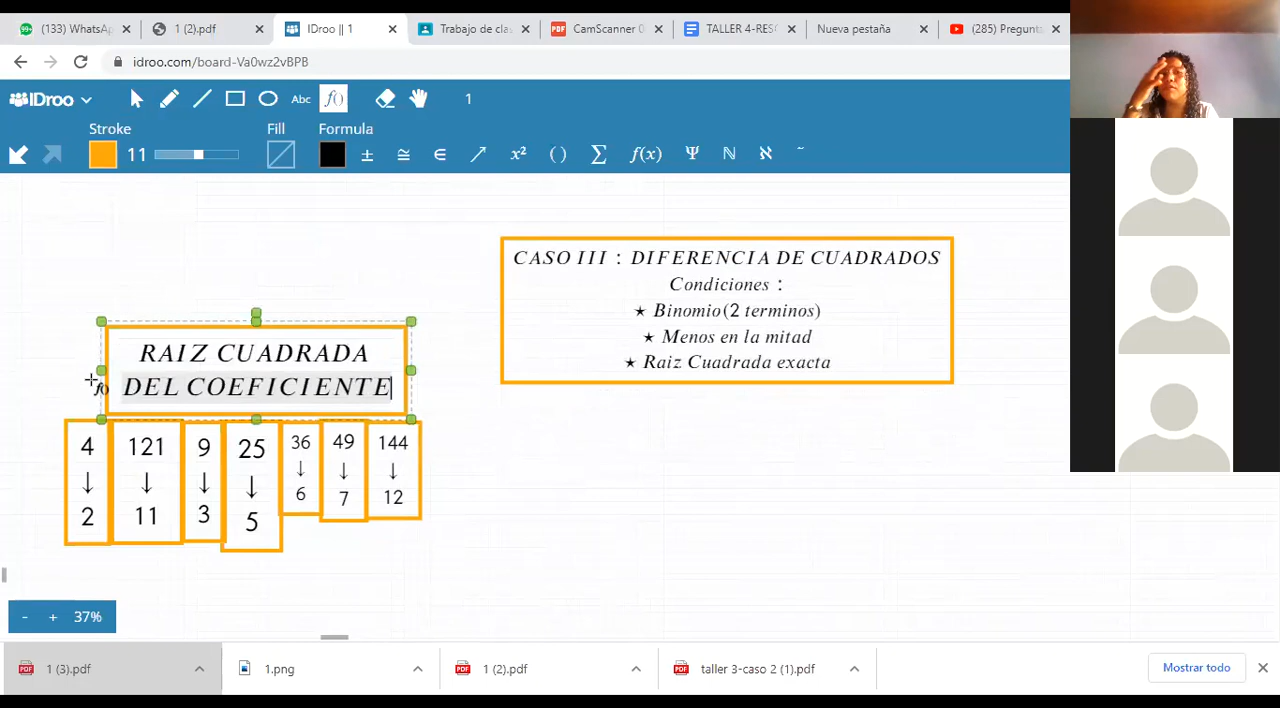 (133) WhatsA
1 (2).pdf
IDroo || 1
Trabajo de cla
CamScanner 0
TALLER 4-RESC
Nueva pestaña
(285) Pregunt
idroo.com/board-Va0wz2vBPB
IDroo
Abc
f()
1
Stroke
Fill
Formula
11
± ≅ ∈ x² ( ) ∑ f(x) Ψ ℕ ℵ ~
CASO III : DIFERENCIA DE CUADRADOS
Condiciones :
★ Binomio(2 terminos)
★ Menos en la mitad
★ Raiz Cuadrada exacta
RAIZ CUADRADA
DEL COEFICIENTE
f()
4 121 9 25 36 49 144
↓ ↓ ↓ ↓ ↓ ↓ ↓
2 11 3 5 6 7 12
- + 37%
1 (3).pdf
1.png
1 (2).pdf
taller 3-caso 2 (1).pdf
Mostrar todo